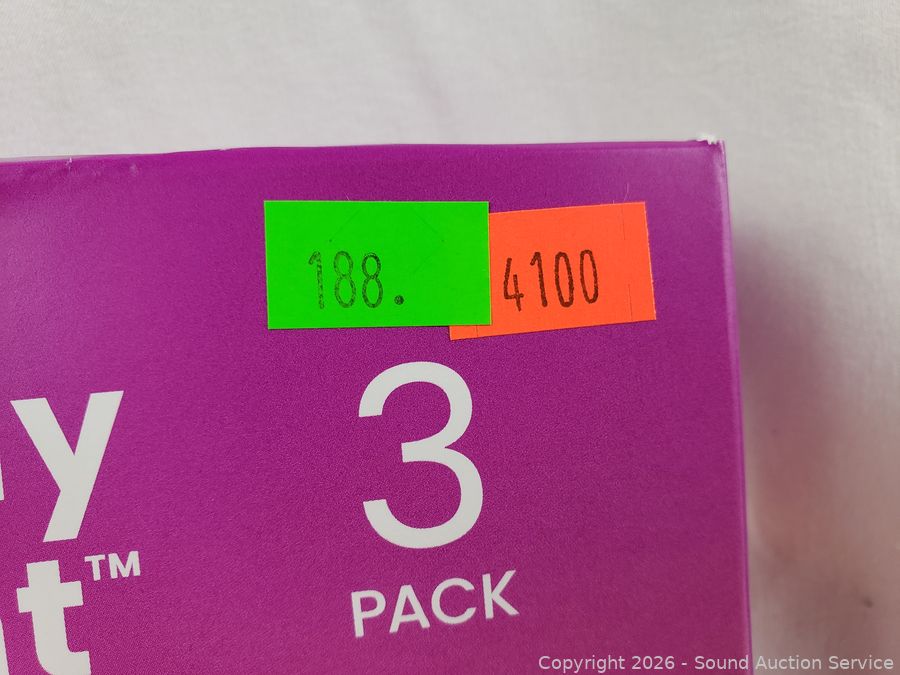 188.
4100
3
PACK
y
t™
Copyright 2026 - Sound Auction Service